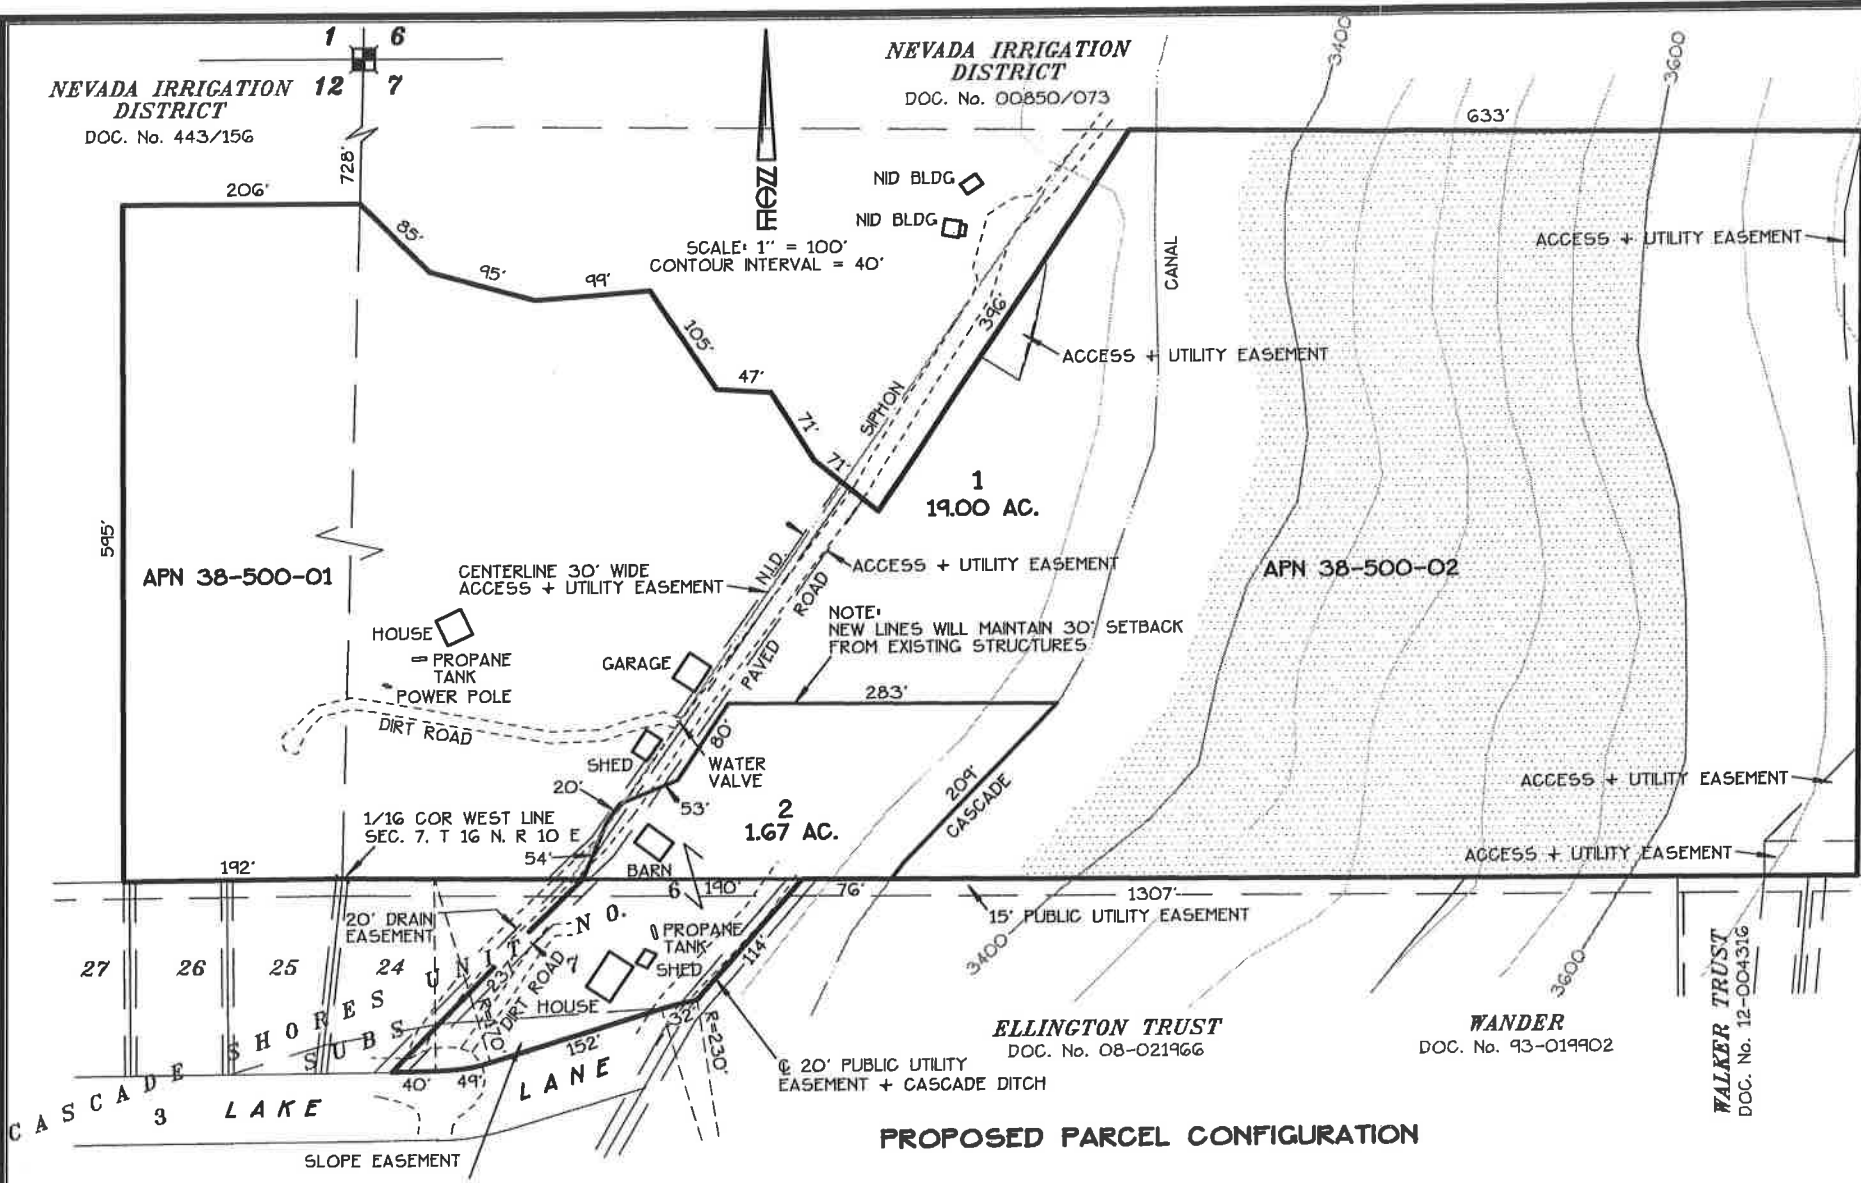 1 6
12 7
NEVADA IRRIGATION
DISTRICT
DOC. No. 443/156
NEVADA IRRIGATION
DISTRICT
DOC. No. 00850/073
3400
3600
633'
728'
206'
85'
95'
99'
105'
47'
71'
71'
SCALE: 1" = 100'
CONTOUR INTERVAL = 40'
NID BLDG
NID BLDG
CANAL
ACCESS + UTILITY EASEMENT
396'
ACCESS + UTILITY EASEMENT
SIPHON
1
19.00 AC.
595'
APN 38-500-01
CENTERLINE 30' WIDE
ACCESS + UTILITY EASEMENT
N.I.D.
ACCESS + UTILITY EASEMENT
APN 38-500-02
PAVED ROAD
NOTE:
NEW LINES WILL MAINTAIN 30' SETBACK
FROM EXISTING STRUCTURES
HOUSE
PROPANE
TANK
POWER POLE
DIRT ROAD
GARAGE
283'
80'
SHED
WATER
VALVE
20'
53'
209'
CASCADE
ACCESS + UTILITY EASEMENT
2
1.67 AC.
1/16 COR WEST LINE
SEC. 7, T 16 N. R 10 E
54'
BARN
ACCESS + UTILITY EASEMENT
192'
6
190'
76'
1307'
15' PUBLIC UTILITY EASEMENT
20' DRAIN
EASEMENT
PROPANE
TANK
SHED
114'
3400
3600
27 26 25 24
7
237'
DIRT ROAD
HOUSE
32'
R=230'
152'
40'
49'
CASCADE SHORES UNIT NO.
SUBS
3
LAKE LANE
SLOPE EASEMENT
℄ 20' PUBLIC UTILITY
EASEMENT + CASCADE DITCH
ELLINGTON TRUST
DOC. No. 08-021966
WANDER
DOC. No. 93-019902
WALKER TRUST
DOC. No. 12-004316
PROPOSED PARCEL CONFIGURATION